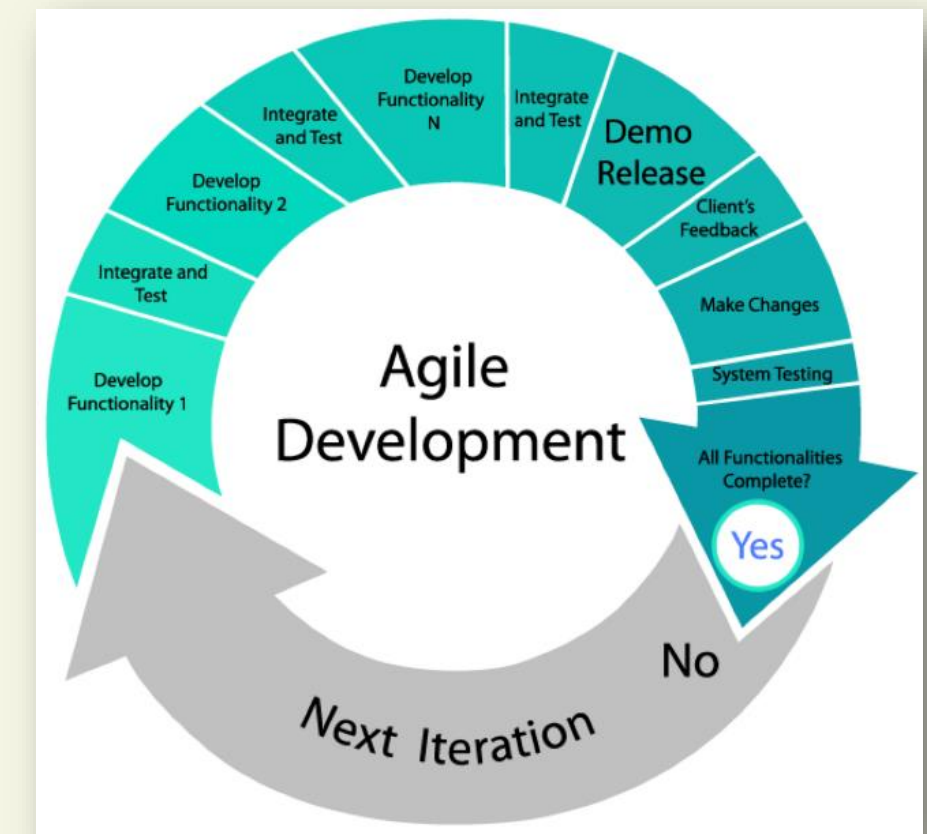 Develop
Functionality 1
Integrate and
Test
Develop
Functionality 2
Integrate
and Test
Develop
Functionality
N
Integrate
and Test
Demo
Release
Client's
Feedback
Make Changes
System Testing
All Functionalities
Complete?
Yes
No
Next Iteration
Agile
Development